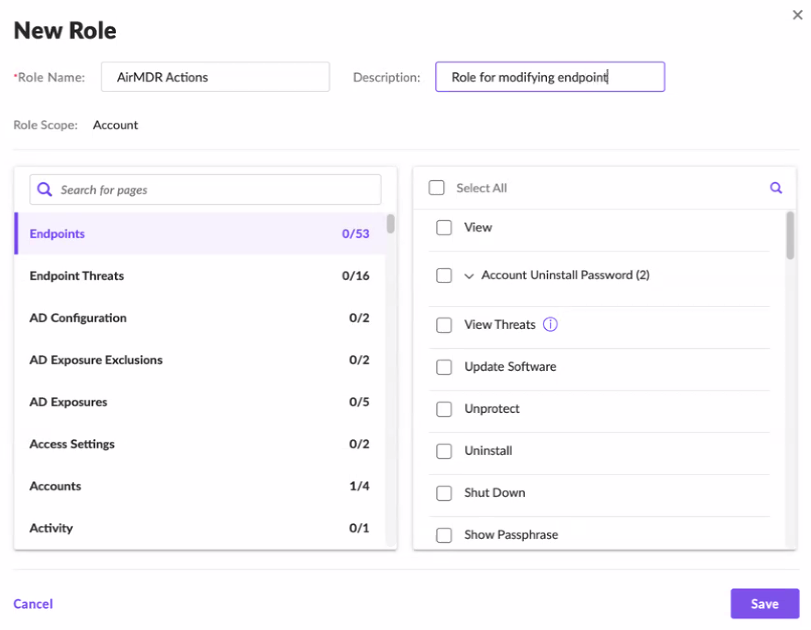 New Role
*Role Name: AirMDR Actions Description: Role for modifying endpoint
Role Scope: Account
Search for pages
Endpoints 0/53
Endpoint Threats 0/16
AD Configuration 0/2
AD Exposure Exclusions 0/2
AD Exposures 0/5
Access Settings 0/2
Accounts 1/4
Activity 0/1
Select All
View
Account Uninstall Password (2)
View Threats
Update Software
Unprotect
Uninstall
Shut Down
Show Passphrase
Cancel
Save